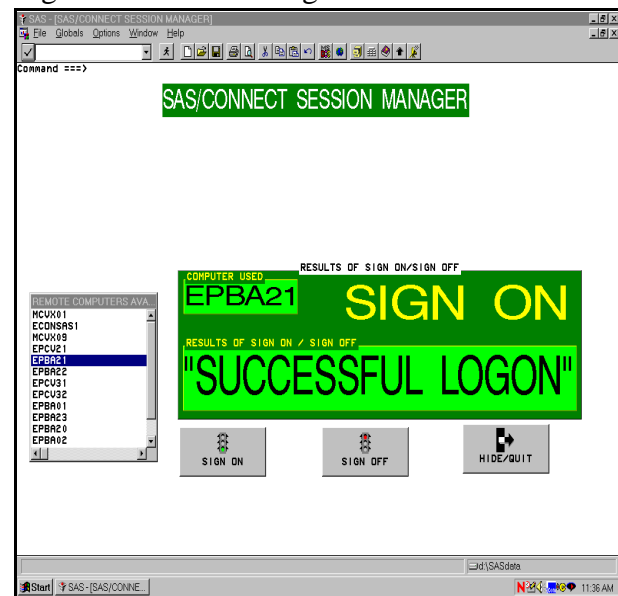 SAS - [SAS/CONNECT SESSION MANAGER]
File Globals Options Window Help
Command ===>
SAS/CONNECT SESSION MANAGER
RESULTS OF SIGN ON/SIGN OFF
COMPUTER USED
EPBA21
SIGN ON
RESULTS OF SIGN ON / SIGN OFF
"SUCCESSFUL LOGON"
REMOTE COMPUTERS AVA...
MCVX01
ECONSAS1
MCVX09
EPCV21
EPBA21
EPBA22
EPCV31
EPCV32
EPBA01
EPBA23
EPBA20
EPBA02
SIGN ON
SIGN OFF
HIDE/QUIT
d:\SASdata
Start
SAS - [SAS/CONNE...
11:36 AM